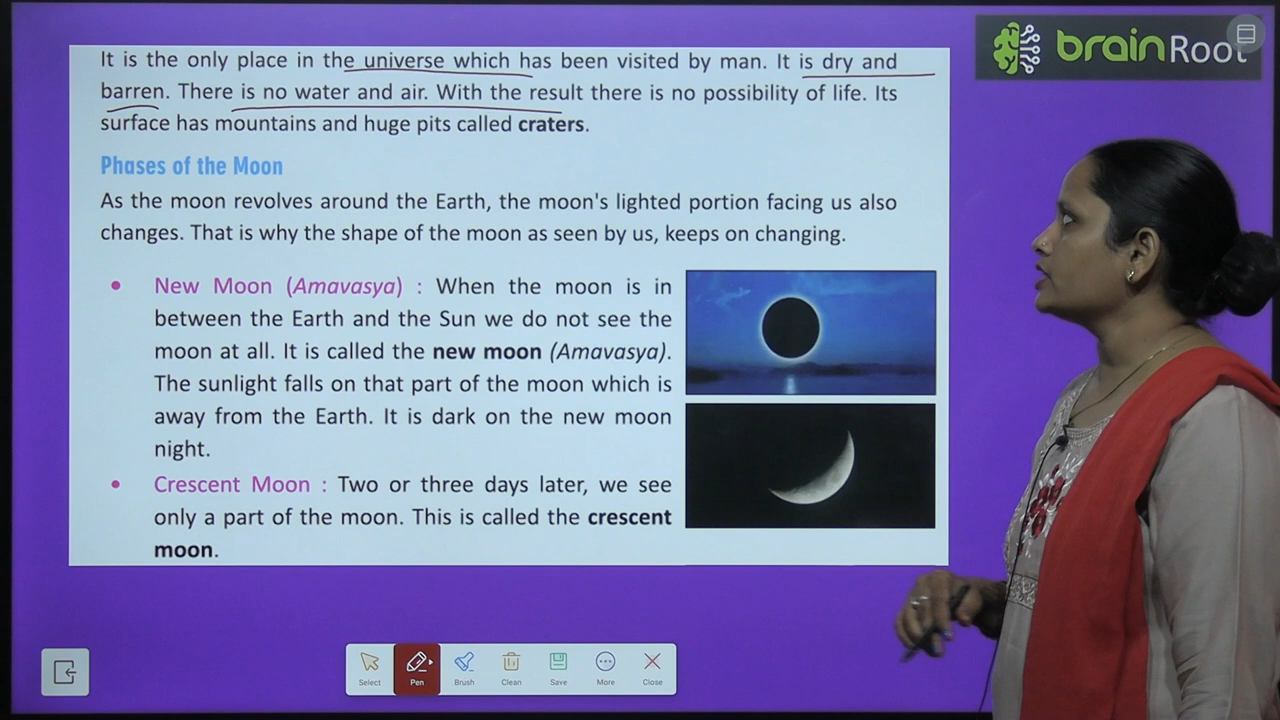 It is the only place in the universe which has been visited by man. It is dry and
barren. There is no water and air. With the result there is no possibility of life. Its
surface has mountains and huge pits called craters.
Phases of the Moon
As the moon revolves around the Earth, the moon's lighted portion facing us also
changes. That is why the shape of the moon as seen by us, keeps on changing.
• New Moon (Amavasya) : When the moon is in
between the Earth and the Sun we do not see the
moon at all. It is called the new moon (Amavasya).
The sunlight falls on that part of the moon which is
away from the Earth. It is dark on the new moon
night.
• Crescent Moon : Two or three days later, we see
only a part of the moon. This is called the crescent
moon.
brainRoot
Select
Pen
Brush
Clean
Save
More
Close